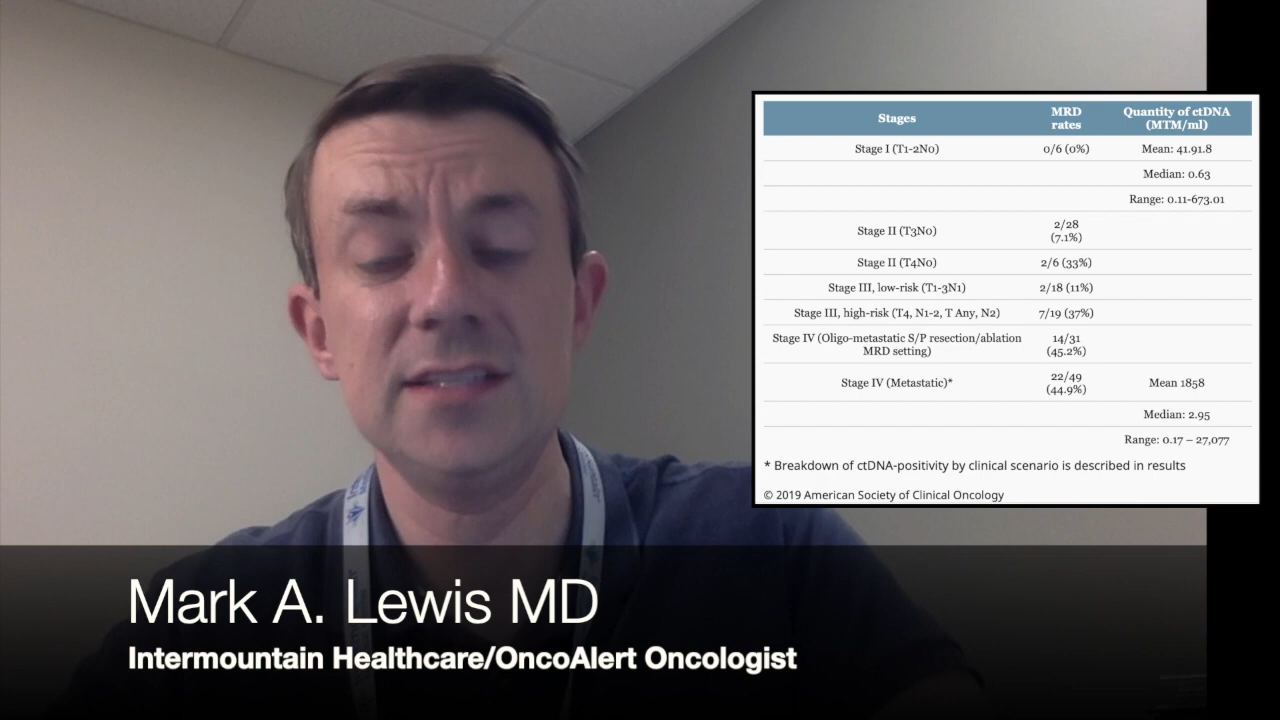 Stages
MRD
rates
Quantity of ctDNA
(MTM/ml)
Stage I (T1-2N0)
0/6 (0%)
Mean: 41.91.8
Median: 0.63
Range: 0.11-673.01
Stage II (T3N0)
2/28
(7.1%)
Stage II (T4N0)
2/6 (33%)
Stage III, low-risk (T1-3N1)
2/18 (11%)
Stage III, high-risk (T4, N1-2, T Any, N2)
7/19 (37%)
Stage IV (Oligo-metastatic S/P resection/ablation
MRD setting)
14/31
(45.2%)
Stage IV (Metastatic)*
22/49
(44.9%)
Mean 1858
Median: 2.95
Range: 0.17 – 27,077
* Breakdown of ctDNA-positivity by clinical scenario is described in results
© 2019 American Society of Clinical Oncology
Mark A. Lewis MD
Intermountain Healthcare/OncoAlert Oncologist